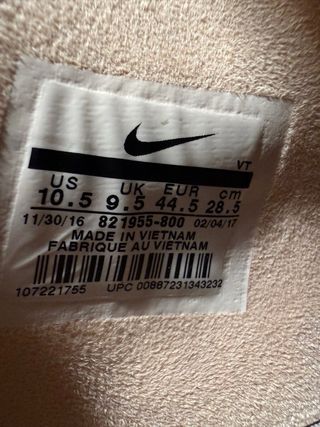 VT
US UK EUR cm
10.5 9.5 44.5 28.5
11/30/16 821955-800 02/04/17
MADE IN VIETNAM
FABRIQUE AU VIETNAM
107221755 UPC 00887231343232